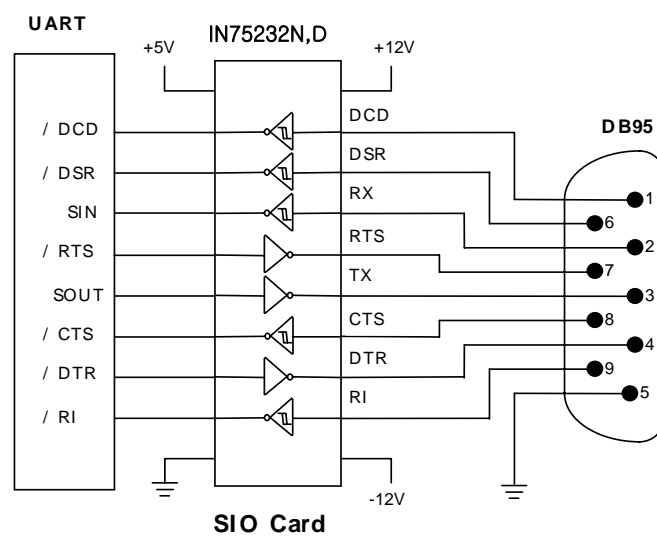 UART
IN75232N,D
+5V
+12V
DB95
/ DCD
DCD
/ DSR
DSR
SIN
RX
/ RTS
RTS
SOUT
TX
/ CTS
CTS
/ DTR
DTR
/ RI
RI
1
6
2
7
3
8
4
9
5
-12V
SIO Card